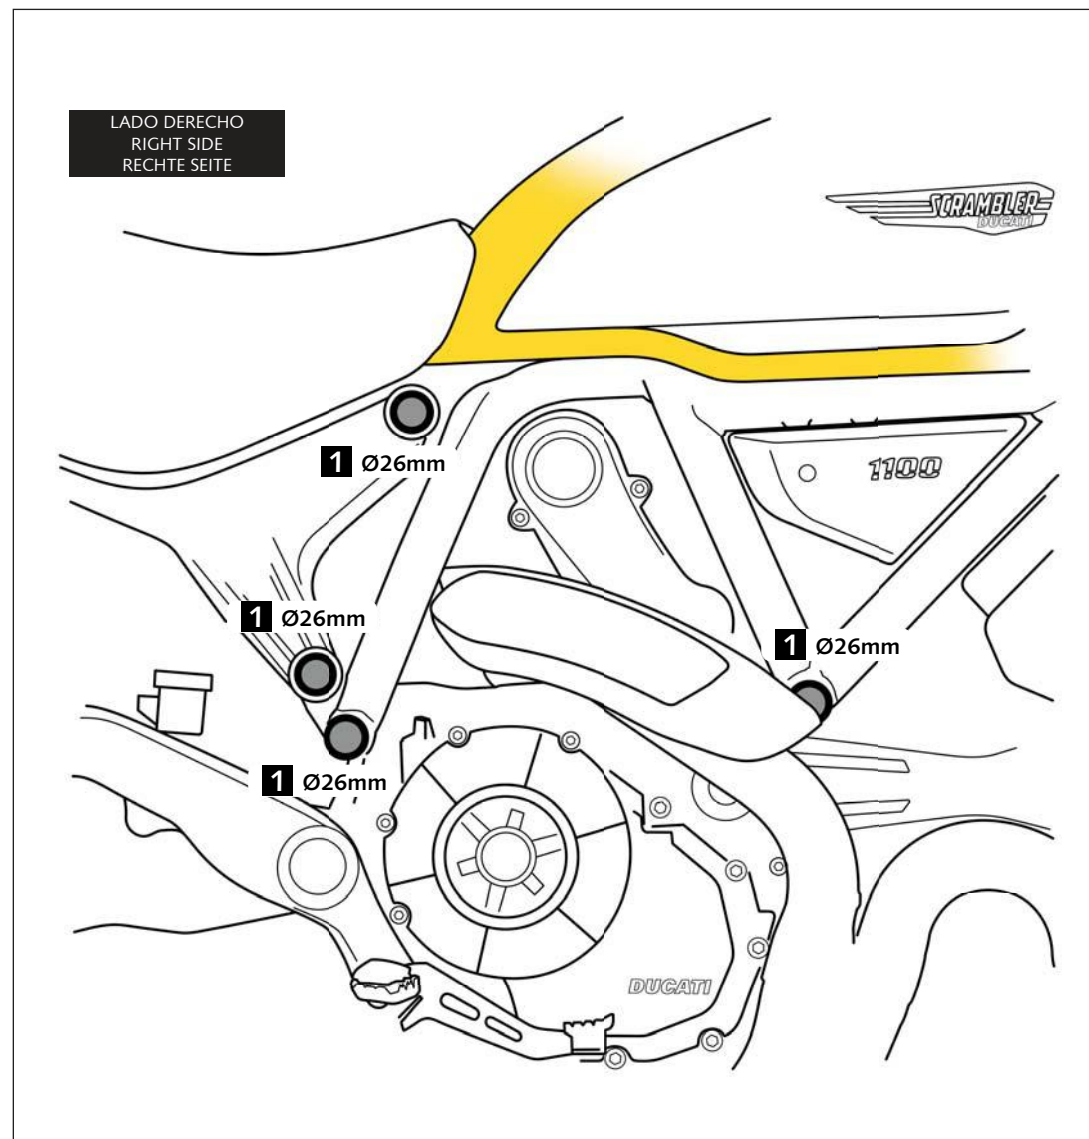 LADO DERECHO
RIGHT SIDE
RECHTE SEITE
SCRAMBLER
DUCATI
1 Ø26mm
1100
1 Ø26mm
1 Ø26mm
1 Ø26mm
DUCATI